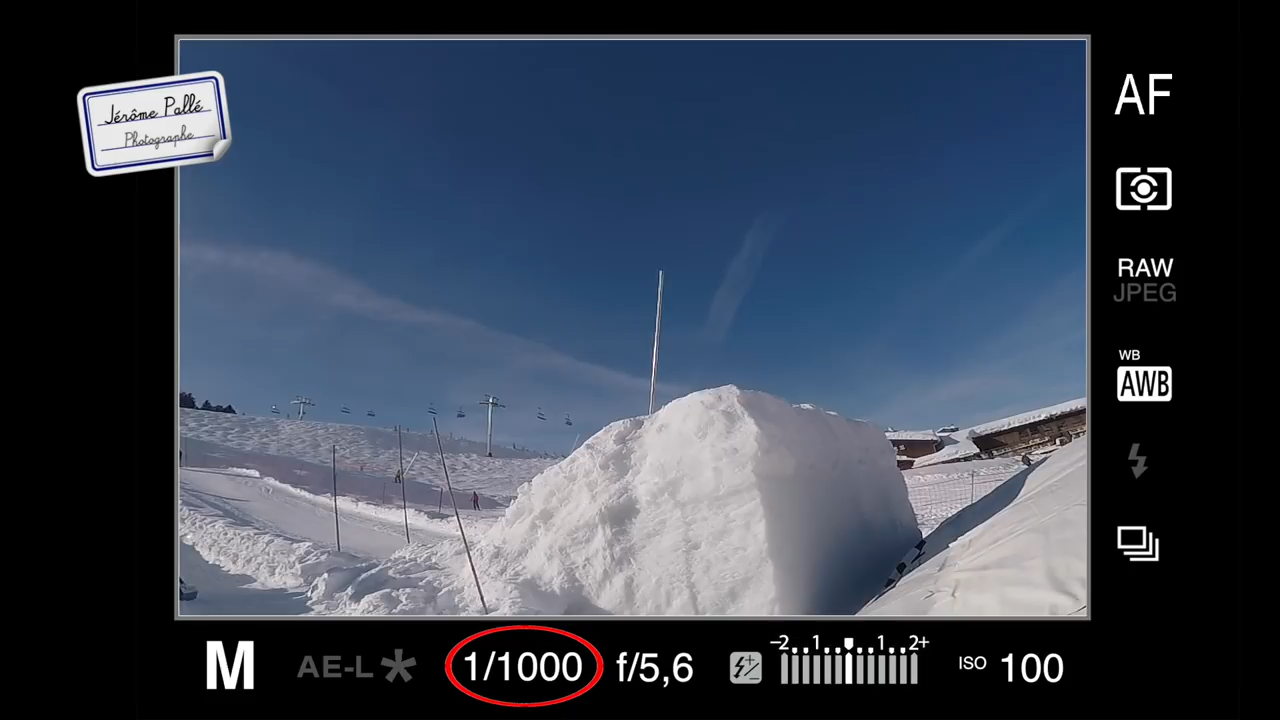 Jérôme Pallé
Photographe
AF
RAW
JPEG
WB
AWB
M AE-L * 1/1000 f/5,6 −2..1..▾..1..2+ ISO 100